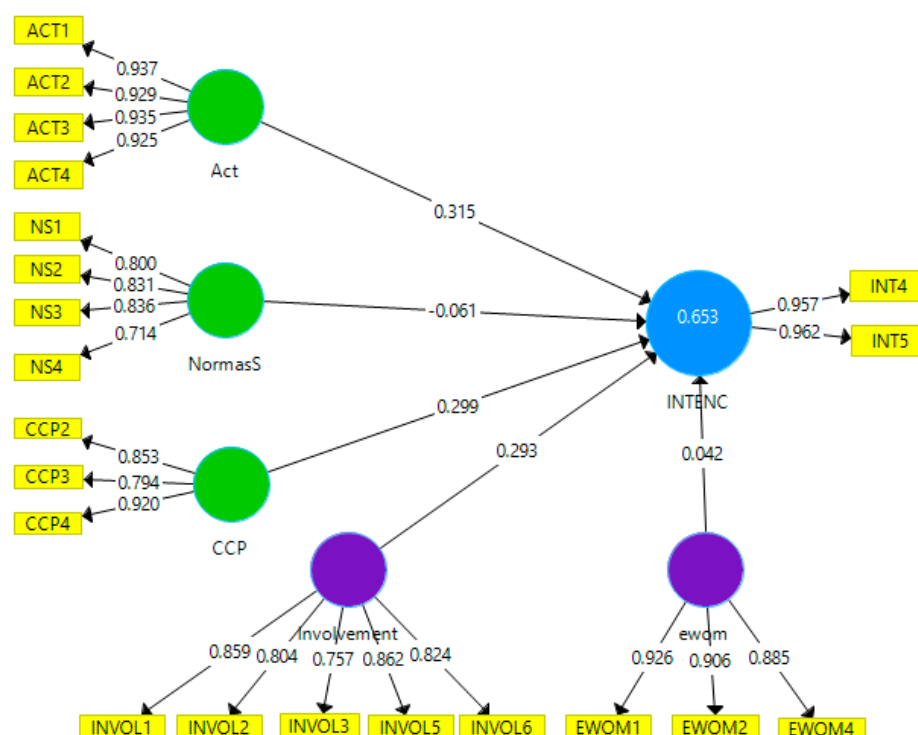 ACT1
0.937
ACT2
0.929
ACT3
0.935
ACT4
0.925
Act
0.315
NS1
0.800
NS2
0.831
NS3
0.836
NS4
0.714
NormasS
-0.061
0.653
INTENC
0.957
INT4
0.962
INT5
CCP2
0.853
CCP3
0.794
CCP4
0.920
CCP
0.299
0.293
0.042
Involvement
ewom
0.859
0.804
0.757
0.862
0.824
0.926
0.906
0.885
INVOL1
INVOL2
INVOL3
INVOL5
INVOL6
EWOM1
EWOM2
EWOM4